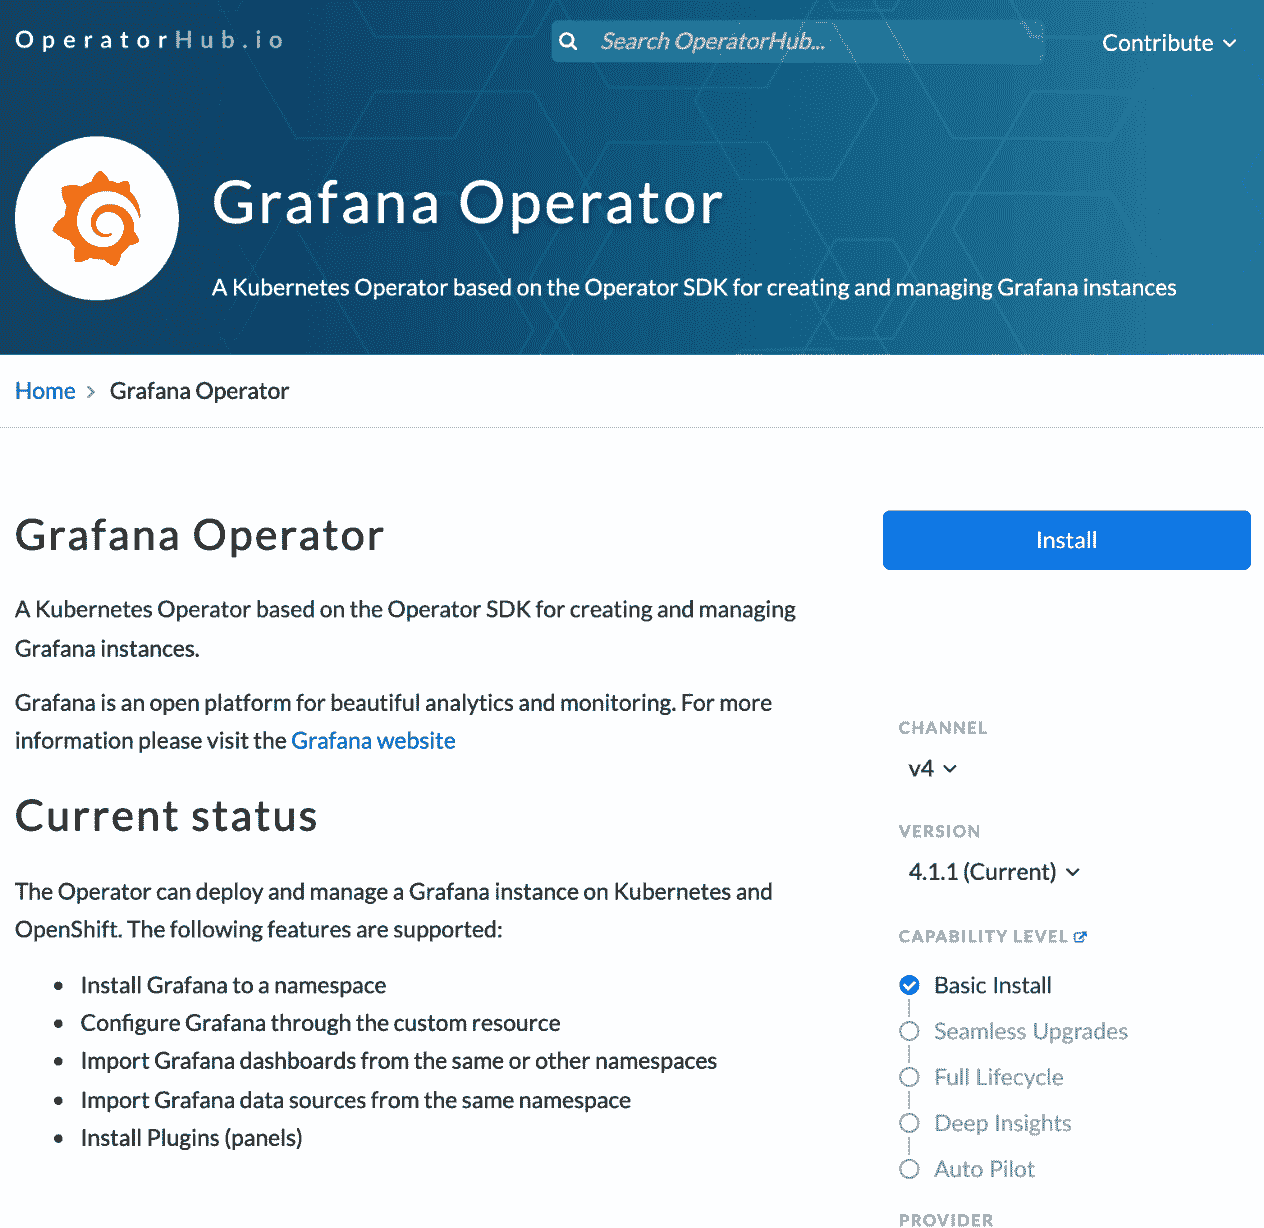 OperatorHub.io
Search OperatorHub...
Contribute
Grafana Operator
A Kubernetes Operator based on the Operator SDK for creating and managing Grafana instances
Home > Grafana Operator
Grafana Operator
A Kubernetes Operator based on the Operator SDK for creating and managing
Grafana instances.
Grafana is an open platform for beautiful analytics and monitoring. For more
information please visit the Grafana website
Current status
The Operator can deploy and manage a Grafana instance on Kubernetes and
OpenShift. The following features are supported:
• Install Grafana to a namespace
• Configure Grafana through the custom resource
• Import Grafana dashboards from the same or other namespaces
• Import Grafana data sources from the same namespace
• Install Plugins (panels)
Install
CHANNEL
v4
VERSION
4.1.1 (Current)
CAPABILITY LEVEL
Basic Install
Seamless Upgrades
Full Lifecycle
Deep Insights
Auto Pilot
PROVIDER